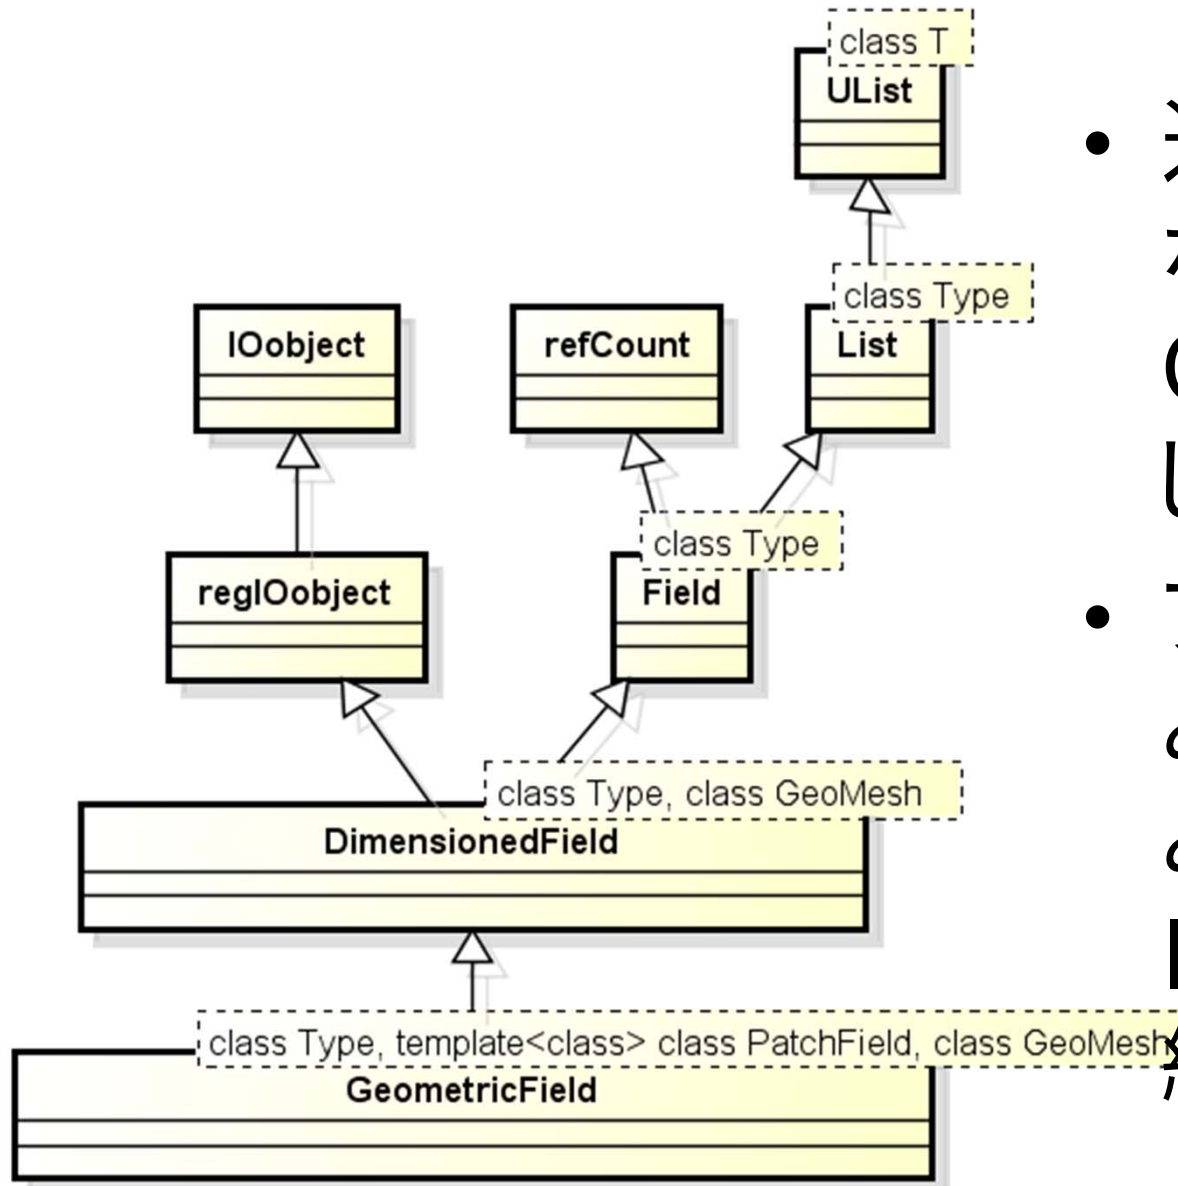 class T
UList
class Type
IOobject
refCount
List
class Type
regIOobject
Field
class Type, class GeoMesh
DimensionedField
class Type, template<class> class PatchField, class GeoMesh
GeometricField